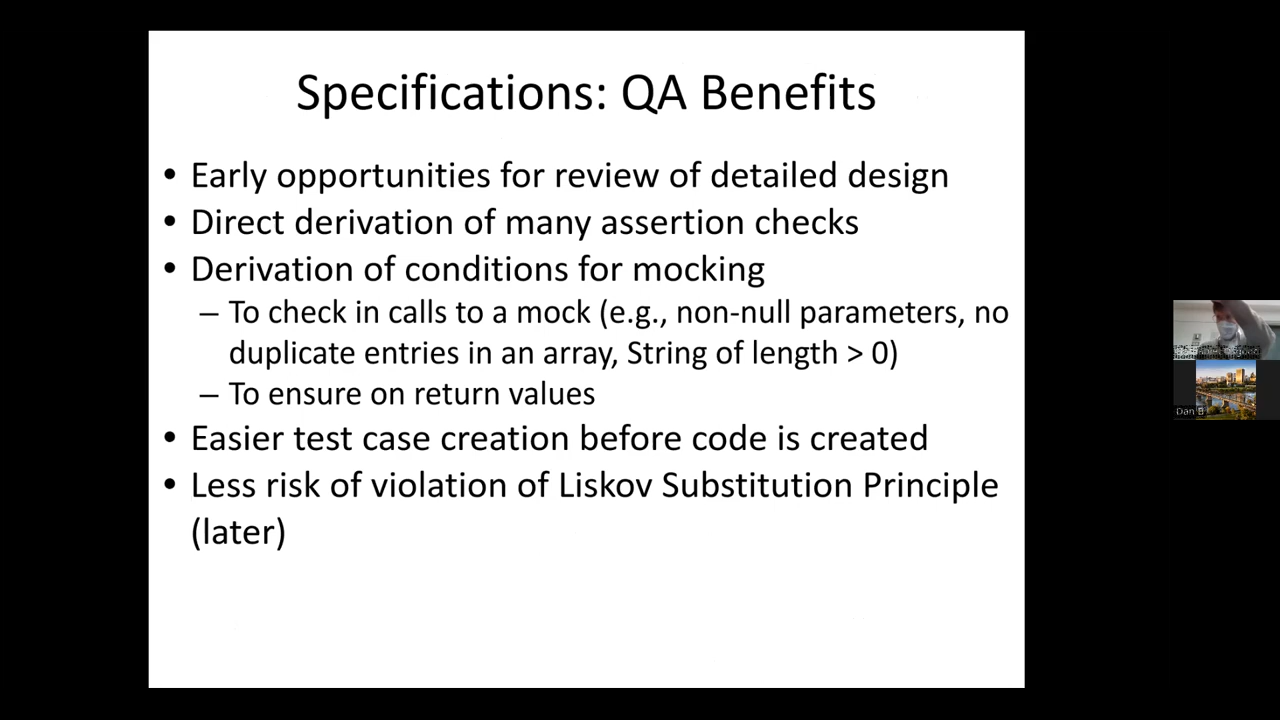 Specifications: QA Benefits
• Early opportunities for review of detailed design
• Direct derivation of many assertion checks
• Derivation of conditions for mocking
– To check in calls to a mock (e.g., non-null parameters, no
duplicate entries in an array, String of length > 0)
– To ensure on return values
• Easier test case creation before code is created
• Less risk of violation of Liskov Substitution Principle
(later)
Dan B